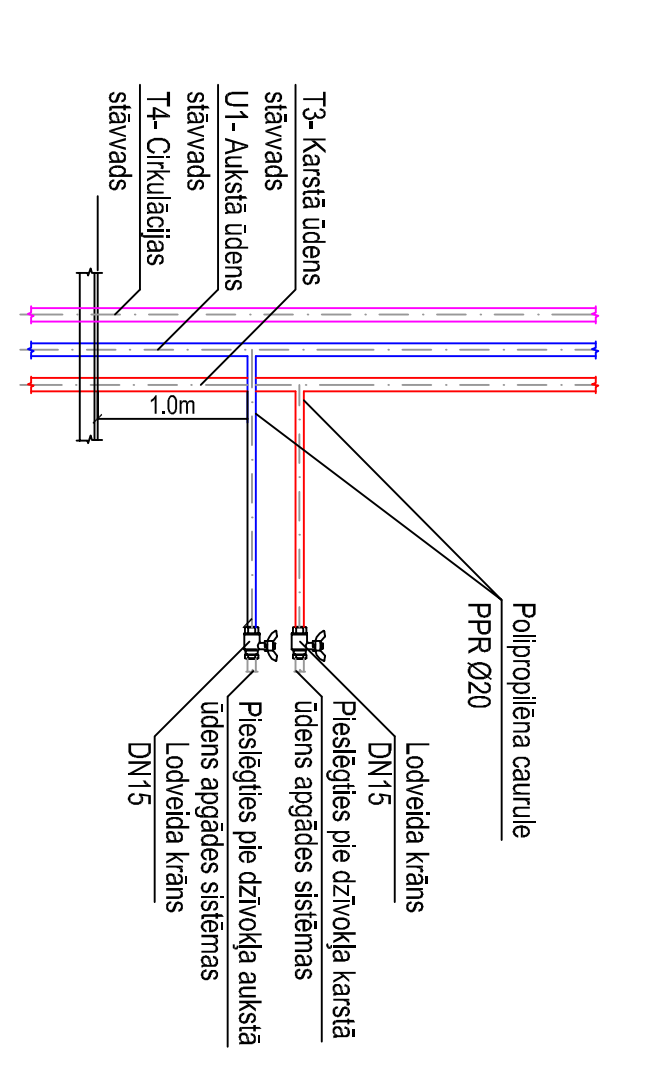 T3- Karstā ūdens
stāvvads
U1- Aukstā ūdens
stāvvads
T4- Cirkulācijas
stāvvads
1.0m
Polipropilēna caurule
PPR Ø20
Lodveida krāns
DN15
Pieslēgties pie dzīvokļa karstā
ūdens apgādes sistēmas
Pieslēgties pie dzīvokļa aukstā
ūdens apgādes sistēmas
Lodveida krāns
DN15